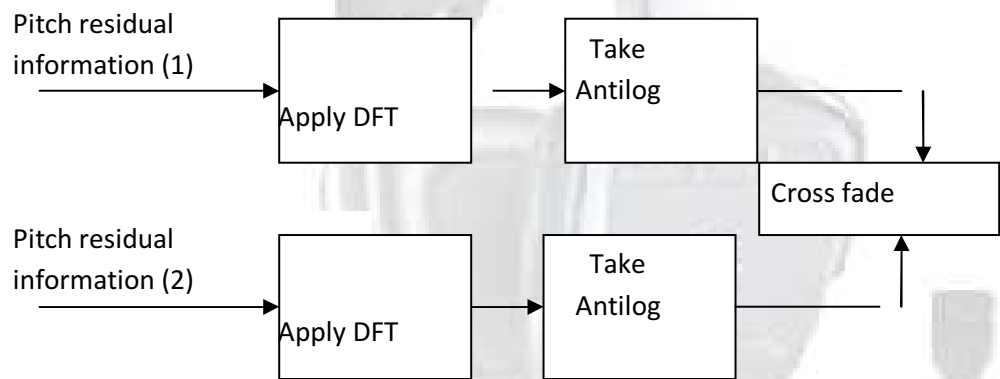 Pitch residual
information (1)
Apply DFT
Take
Antilog
Cross fade
Pitch residual
information (2)
Apply DFT
Take
Antilog